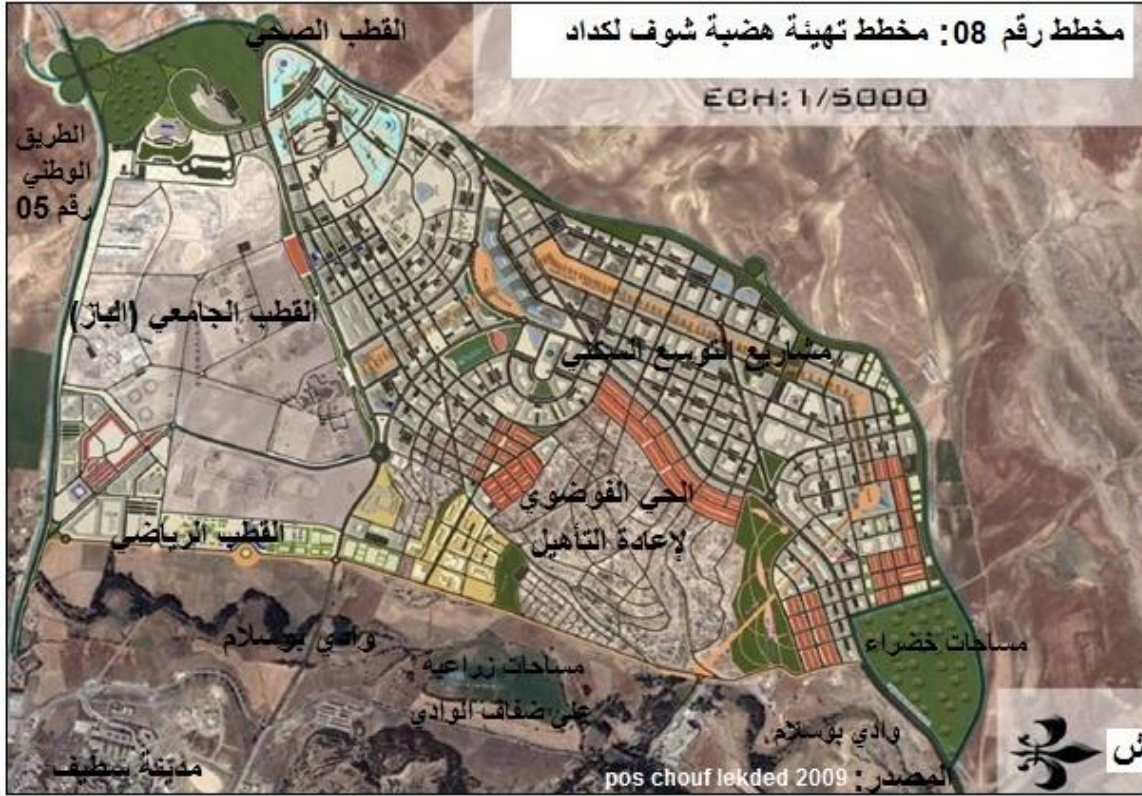 مخطط رقم 08: مخطط تهيئة هضبة شوف لكداد
ECH:1/5000
القطب الصحي
الطريق
الوطني
رقم 05
القطب الجامعي (الباز)
مشاريع التوسع السكني
الحي الفوضوي
لإعادة التأهيل
القطب الرياضي
وادي بوسلام
مساحات زراعية
على ضفاف الوادي
مساحات خضراء
وادي بوسلام
مدينة سطيف
ش
المصدر: pos chouf lekded 2009